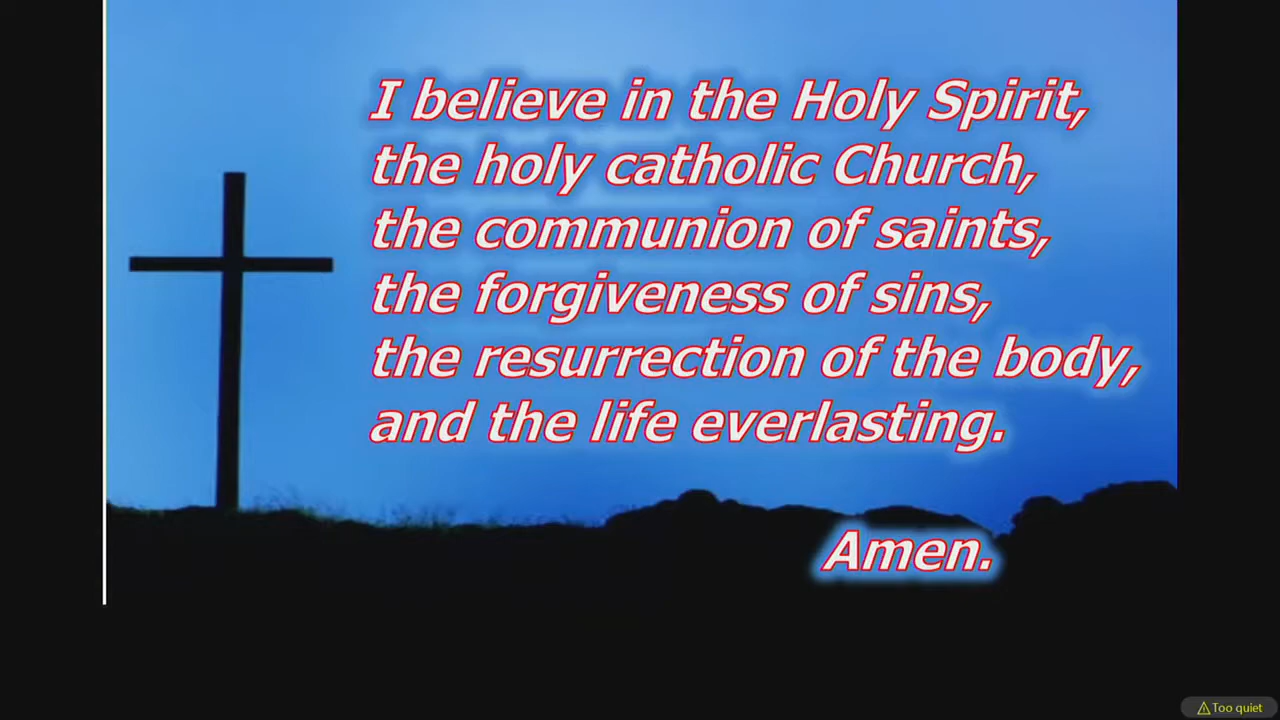 I believe in the Holy Spirit,
the holy catholic Church,
the communion of saints,
the forgiveness of sins,
the resurrection of the body,
and the life everlasting.
Amen.
Too quiet